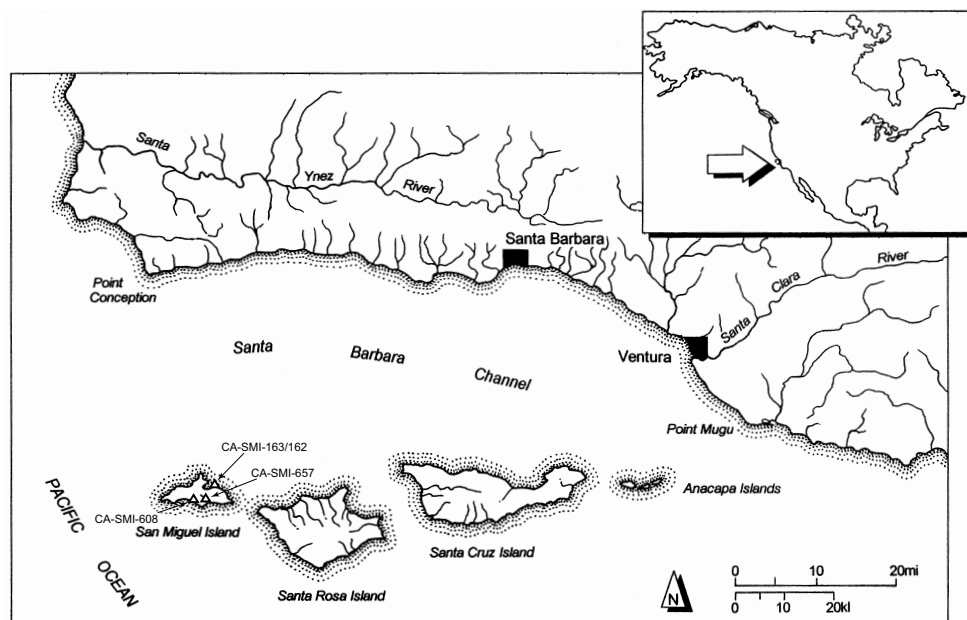 Santa
Ynez
River
Santa Barbara
Point
Conception
River
Clara
Santa
Ventura
Santa
Barbara
Channel
Point Mugu
CA-SMI-163/162
CA-SMI-657
CA-SMI-608
San Miguel Island
Santa Rosa Island
Santa Cruz Island
Anacapa Islands
PACIFIC
OCEAN
N
0 10 20mi
0 10 20kl